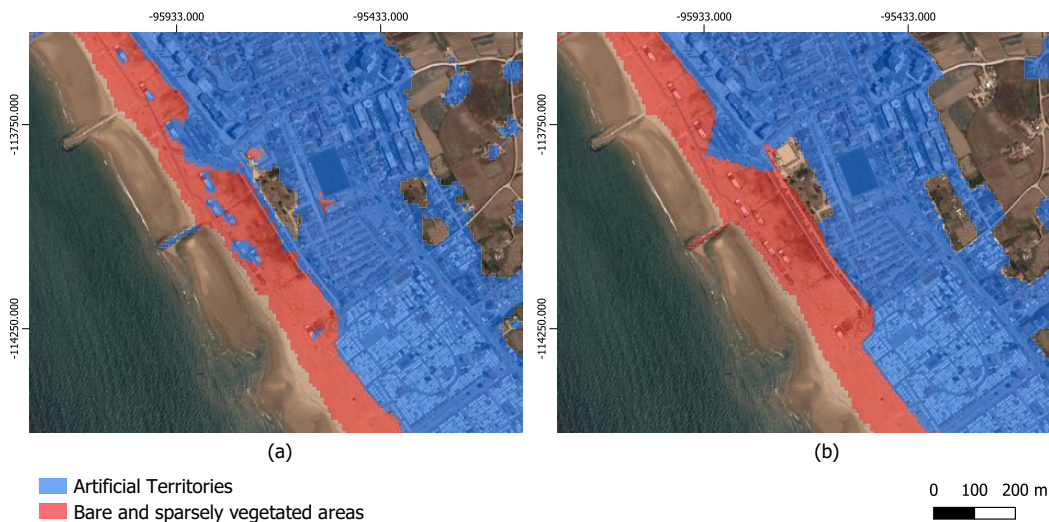 -95933.000
-95433.000
-95933.000
-95433.000
-113750.000
-114250.000
-113750.000
-114250.000
(a)
(b)
Artificial Territories
Bare and sparsely vegetated areas
0 100 200 m